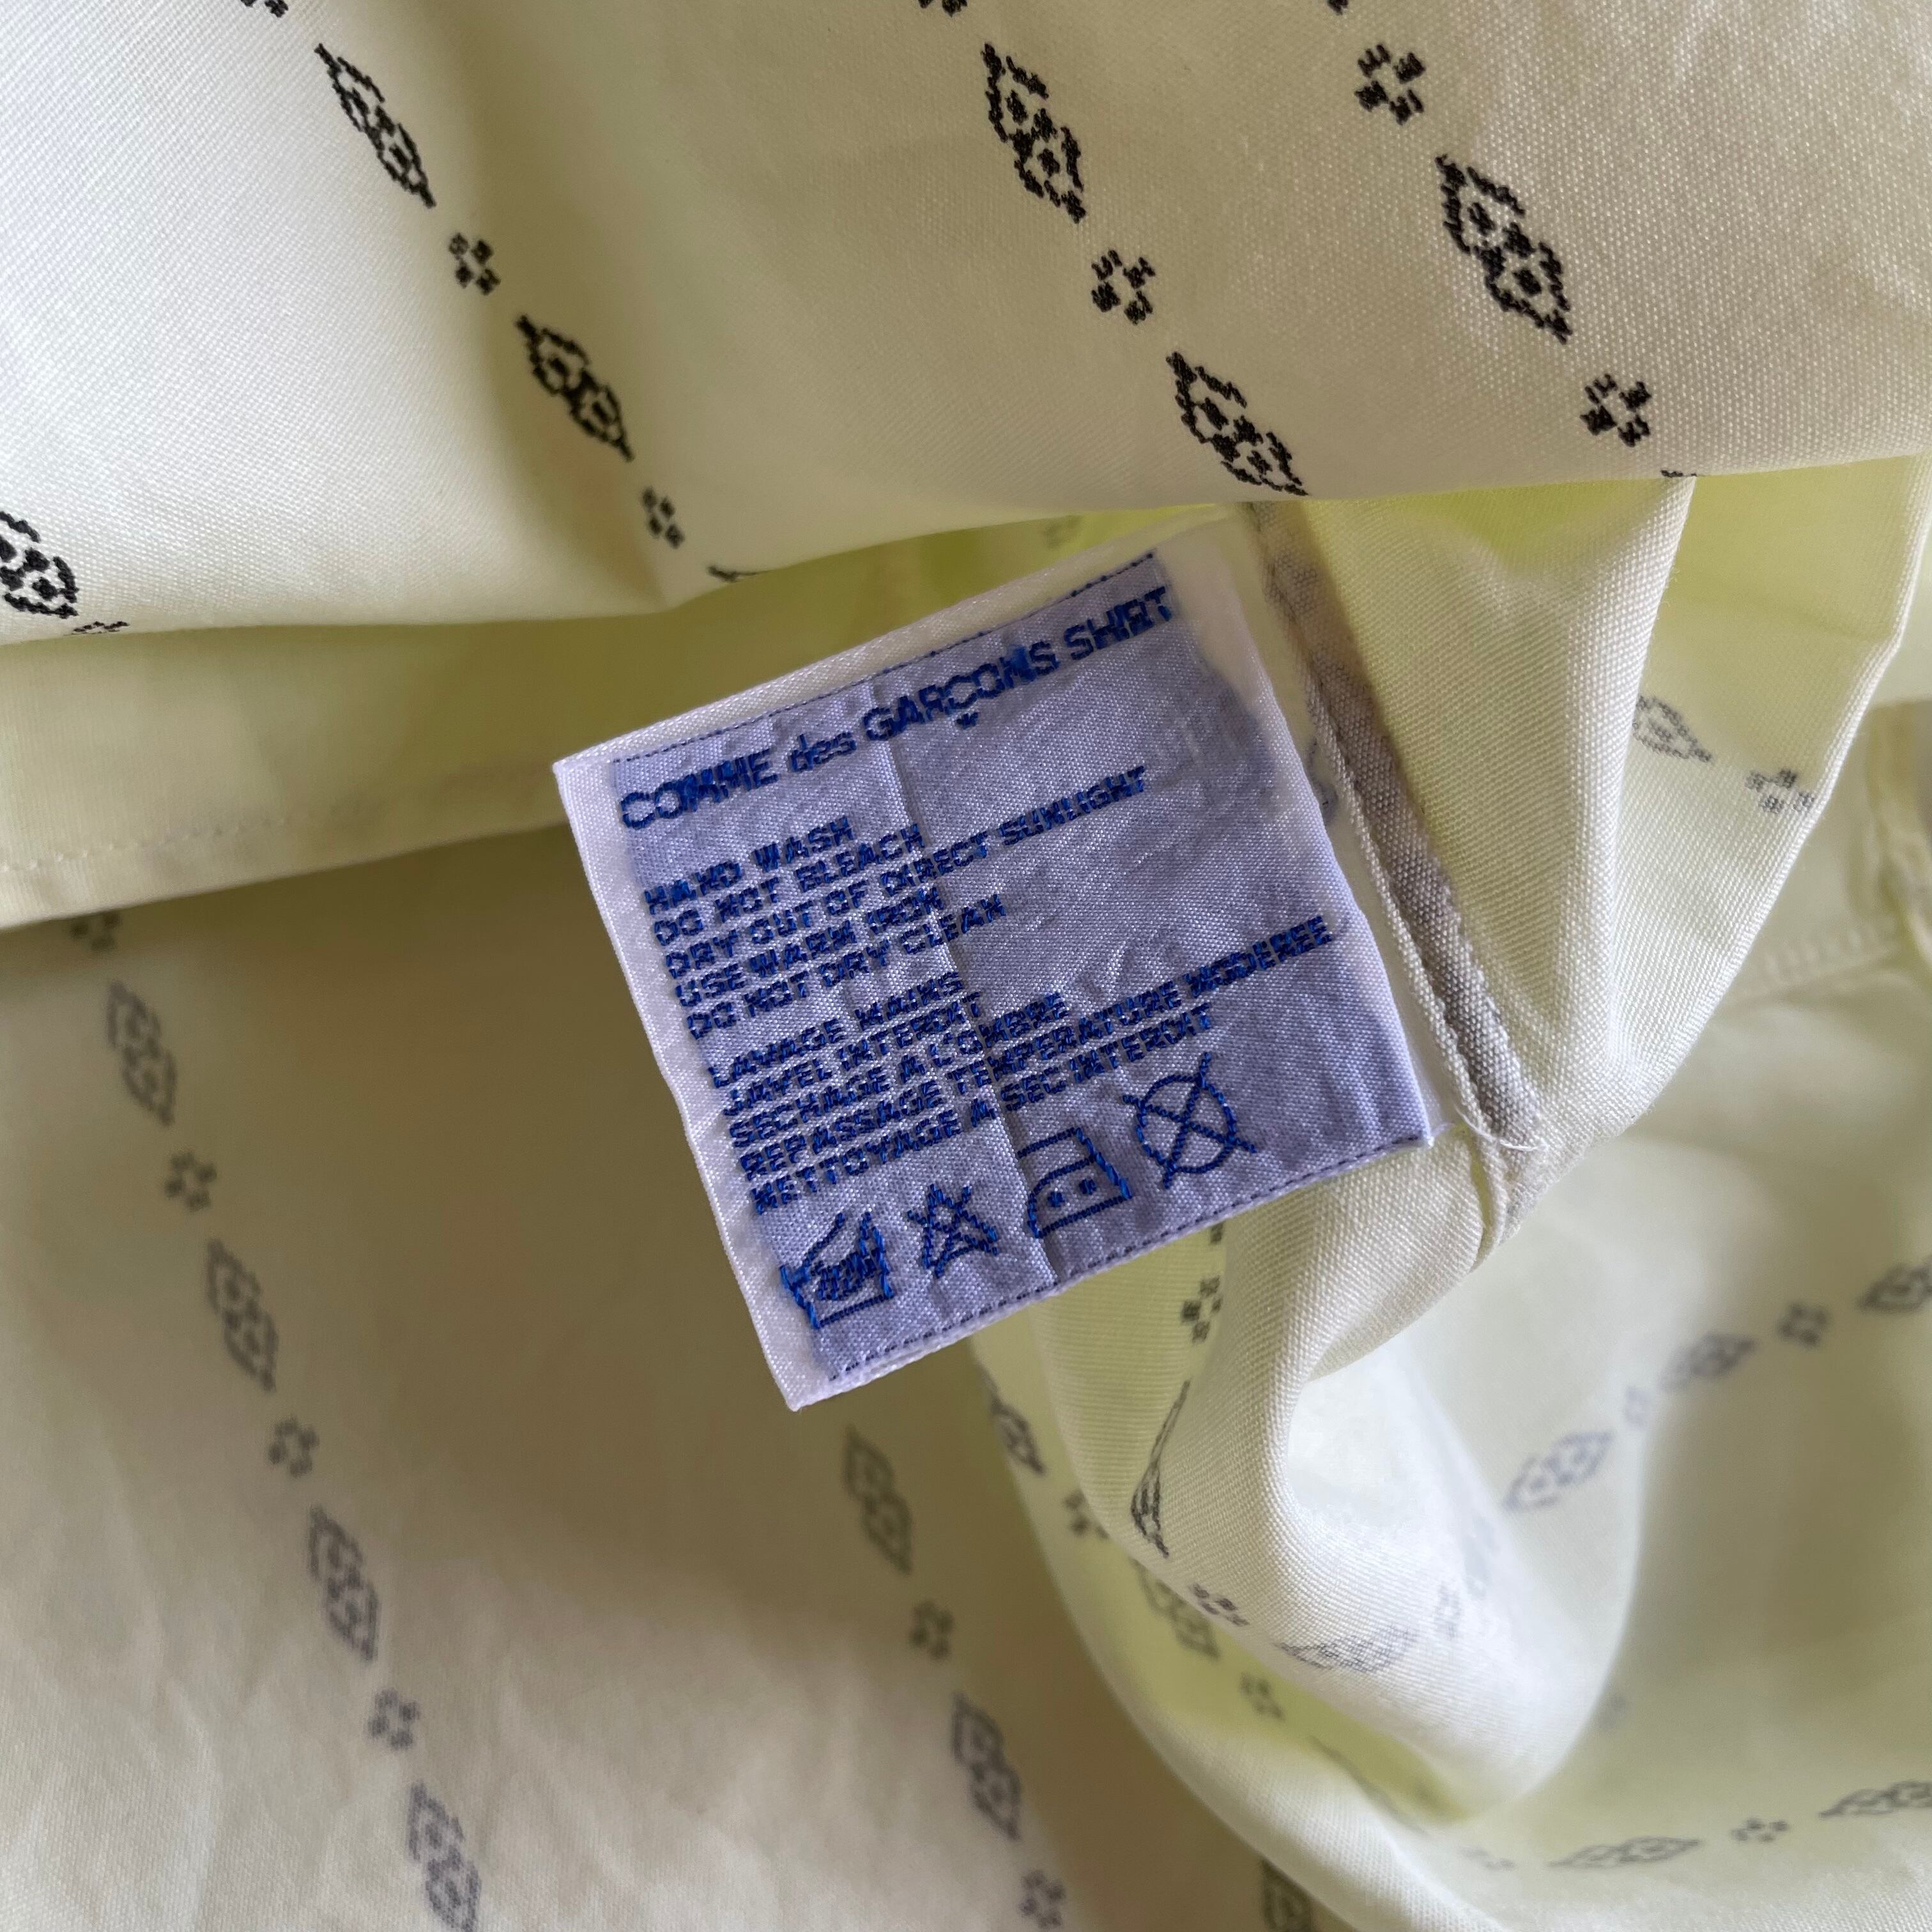 COMME des GARÇONS SHIRT
HAND WASH
DO NOT BLEACH
DRY OUT OF DIRECT SUNLIGHT
USE WARM IRON
DO NOT DRY CLEAN
LAVAGE MAINS
JAVEL INTERDIT
SECHAGE A L'OMBRE
REPASSAGE TEMPERATURE MODEREE
NETTOYAGE A SEC INTERDIT